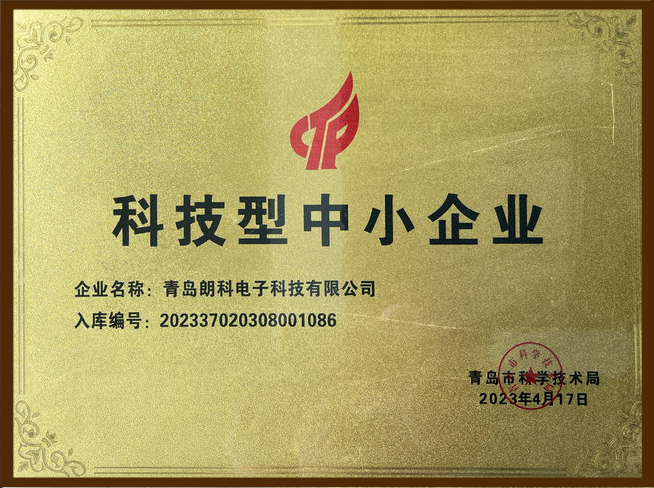 科技型中小企业
企业名称：青岛朗科电子科技有限公司
入库编号：202337020308001086
青岛市科学技术局
2023年4月17日